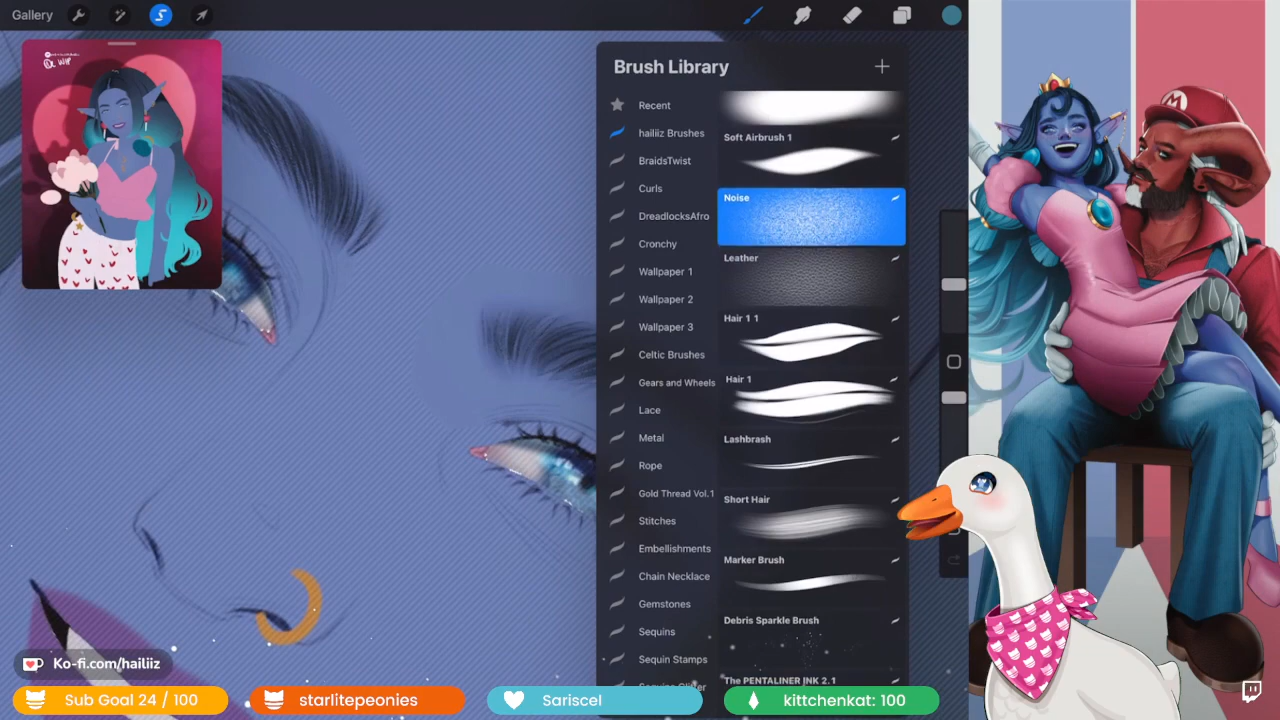 Gallery
Brush Library
Recent
hailiiz Brushes
BraidsTwist
Curls
DreadlocksAfro
Cronchy
Wallpaper 1
Wallpaper 2
Wallpaper 3
Celtic Brushes
Gears and Wheels
Lace
Metal
Rope
Gold Thread Vol.1
Stitches
Embellishments
Chain Necklace
Gemstones
Sequins
Sequin Stamps
Soft Airbrush 1
Noise
Leather
Hair 1 1
Hair 1
Lashbrash
Short Hair
Marker Brush
Debris Sparkle Brush
The PENTALINER INK 2.1
M
Ko-fi.com/hailiiz
Sub Goal 24 / 100
starlitepeonies
Sariscel
kittchenkat: 100